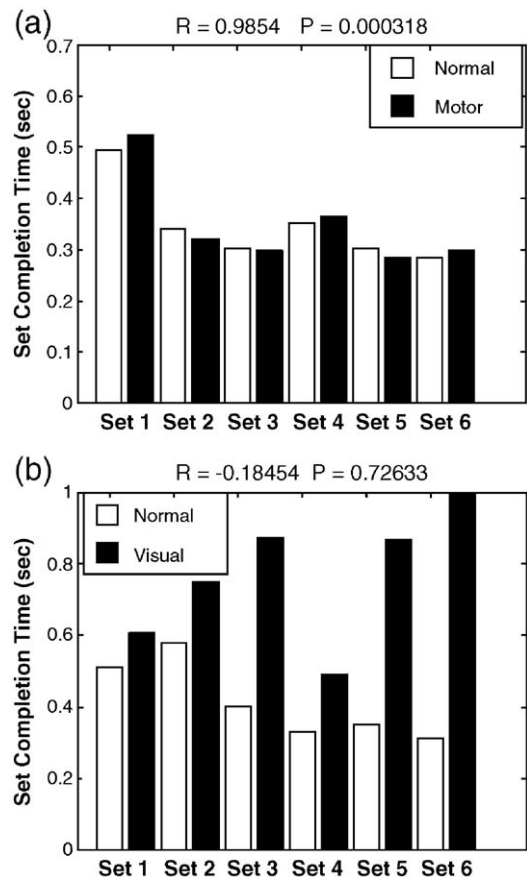 (a)
R = 0.9854 P = 0.000318
0.7
0.6
0.5
0.4
0.3
0.2
0.1
0
Set Completion Time (sec)
Normal
Motor
Set 1 Set 2 Set 3 Set 4 Set 5 Set 6
(b)
R = -0.18454 P = 0.72633
1
0.8
0.6
0.4
0.2
0
Set Completion Time (sec)
Normal
Visual
Set 1 Set 2 Set 3 Set 4 Set 5 Set 6